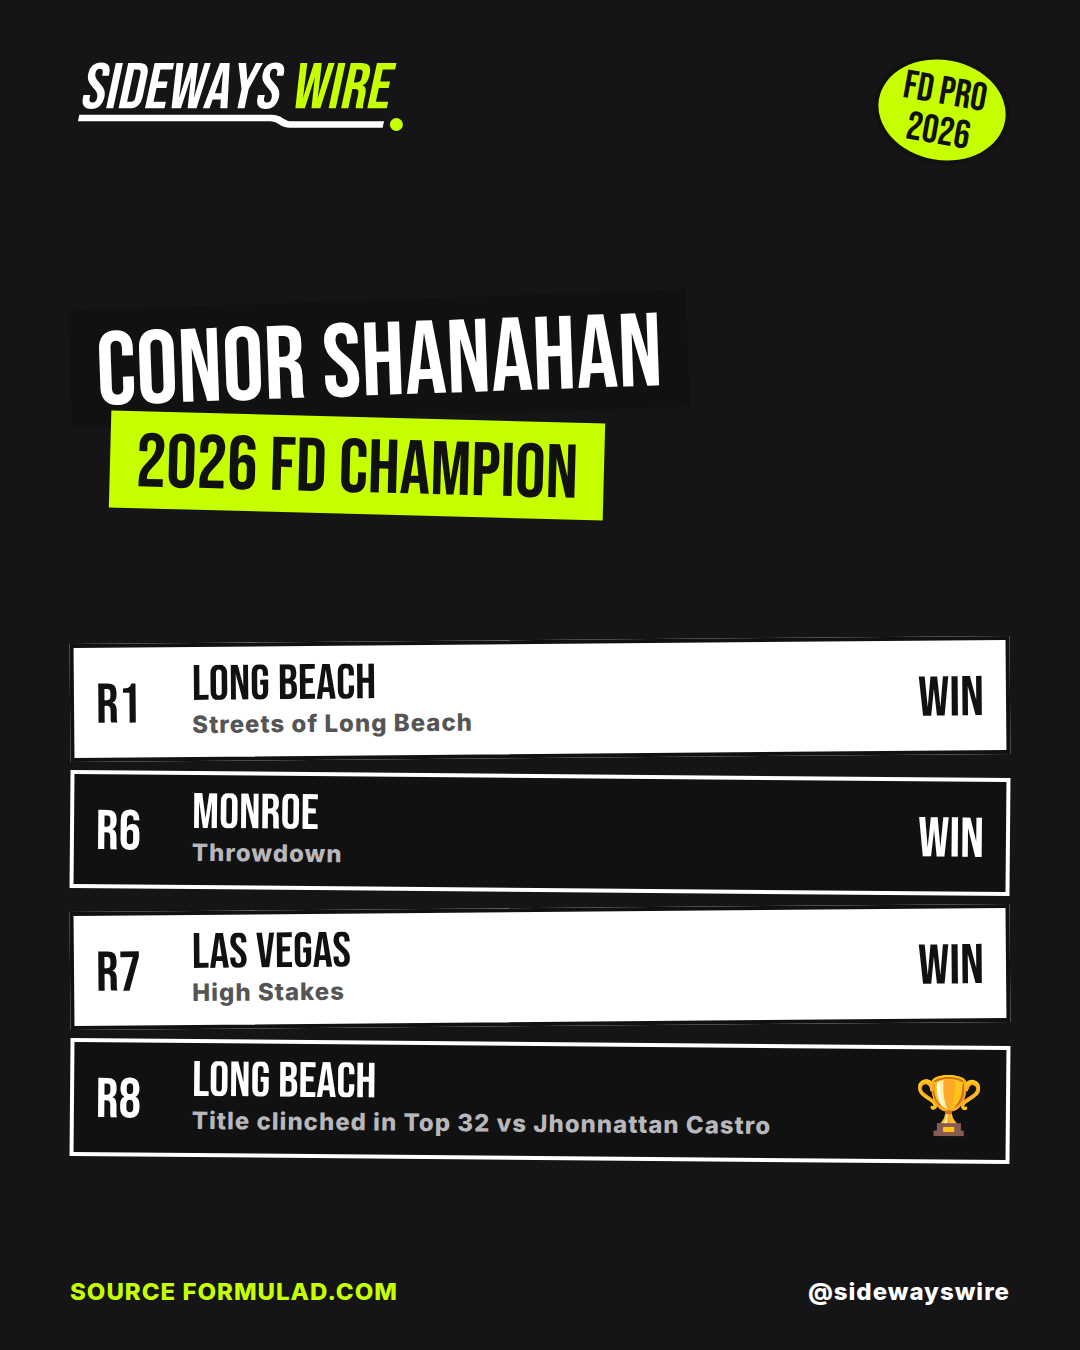 SIDEWAYS WIRE
FD PRO
2026
CONOR SHANAHAN
2026 FD CHAMPION
R1
LONG BEACH
Streets of Long Beach
WIN
R6
MONROE
Throwdown
WIN
R7
LAS VEGAS
High Stakes
WIN
R8
LONG BEACH
Title clinched in Top 32 vs Jhonnattan Castro
SOURCE FORMULAD.COM
@sidewayswire